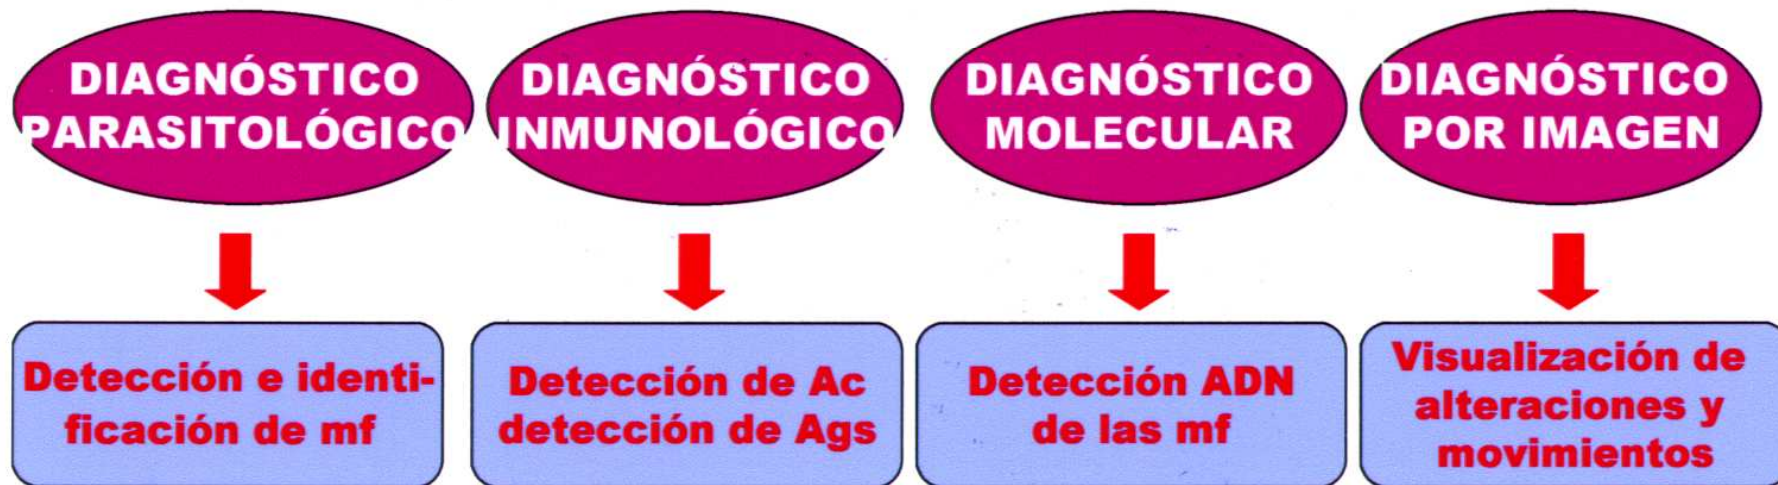 DIAGNÓSTICO
PARASITOLÓGICO
DIAGNÓSTICO
INMUNOLÓGICO
DIAGNÓSTICO
MOLECULAR
DIAGNÓSTICO
POR IMAGEN
Detección e identi-
ficación de mf
Detección de Ac
detección de Ags
Detección ADN
de las mf
Visualización de
alteraciones y
movimientos